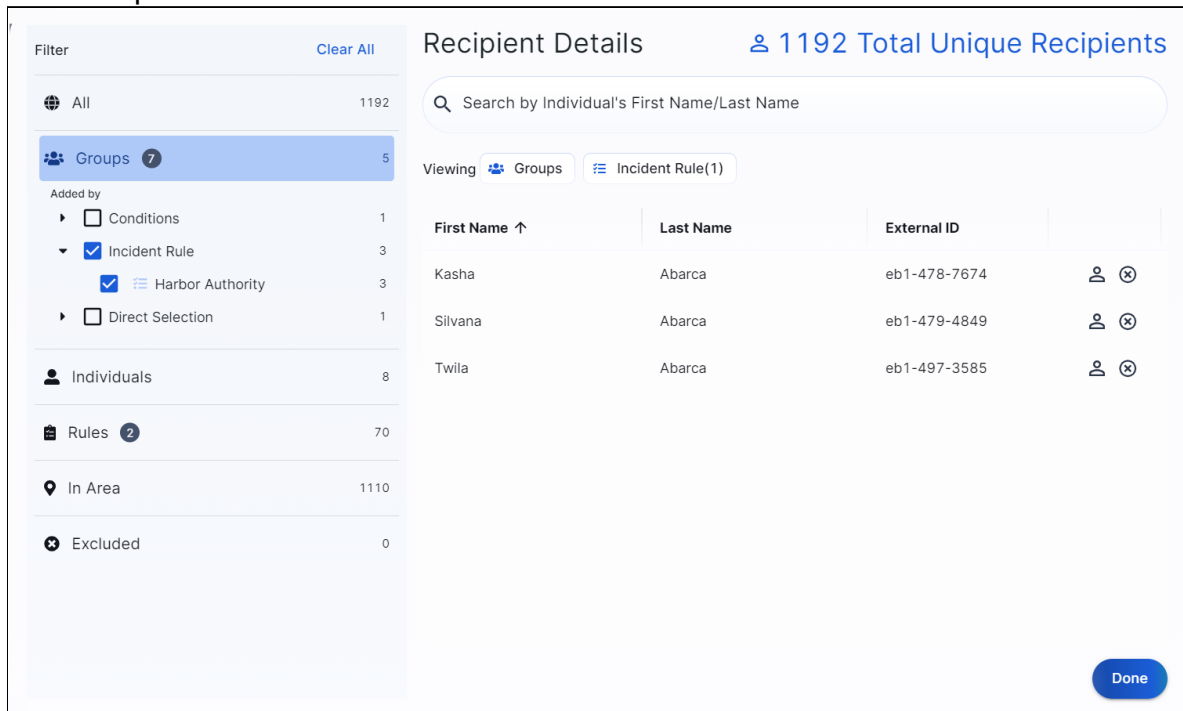 Filter
Clear All
All
1192
Groups 7
5
Added by
Conditions
1
Incident Rule
3
Harbor Authority
3
Direct Selection
1
Individuals
8
Rules 2
70
In Area
1110
Excluded
0
Recipient Details
1192 Total Unique Recipients
Search by Individual's First Name/Last Name
Viewing Groups Incident Rule(1)
First Name ↑ Last Name External ID
Kasha Abarca eb1-478-7674
Silvana Abarca eb1-479-4849
Twila Abarca eb1-497-3585
Done